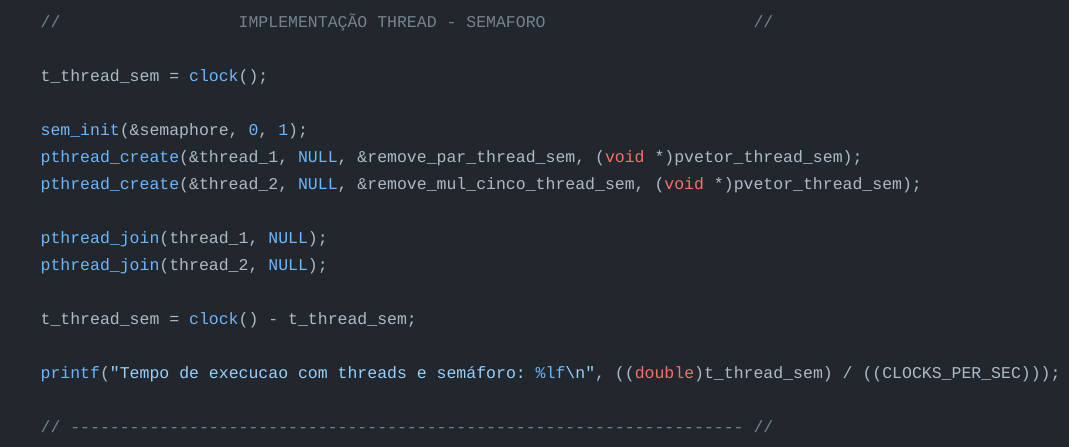 // IMPLEMENTAÇÃO THREAD - SEMAFORO //
t_thread_sem = clock();
sem_init(&semaphore, 0, 1);
pthread_create(&thread_1, NULL, &remove_par_thread_sem, (void *)pvetor_thread_sem);
pthread_create(&thread_2, NULL, &remove_mul_cinco_thread_sem, (void *)pvetor_thread_sem);
pthread_join(thread_1, NULL);
pthread_join(thread_2, NULL);
t_thread_sem = clock() - t_thread_sem;
printf("Tempo de execucao com threads e semáforo: %lf\n", ((double)t_thread_sem) / ((CLOCKS_PER_SEC)));
// -------------------------------------------------------------------- //